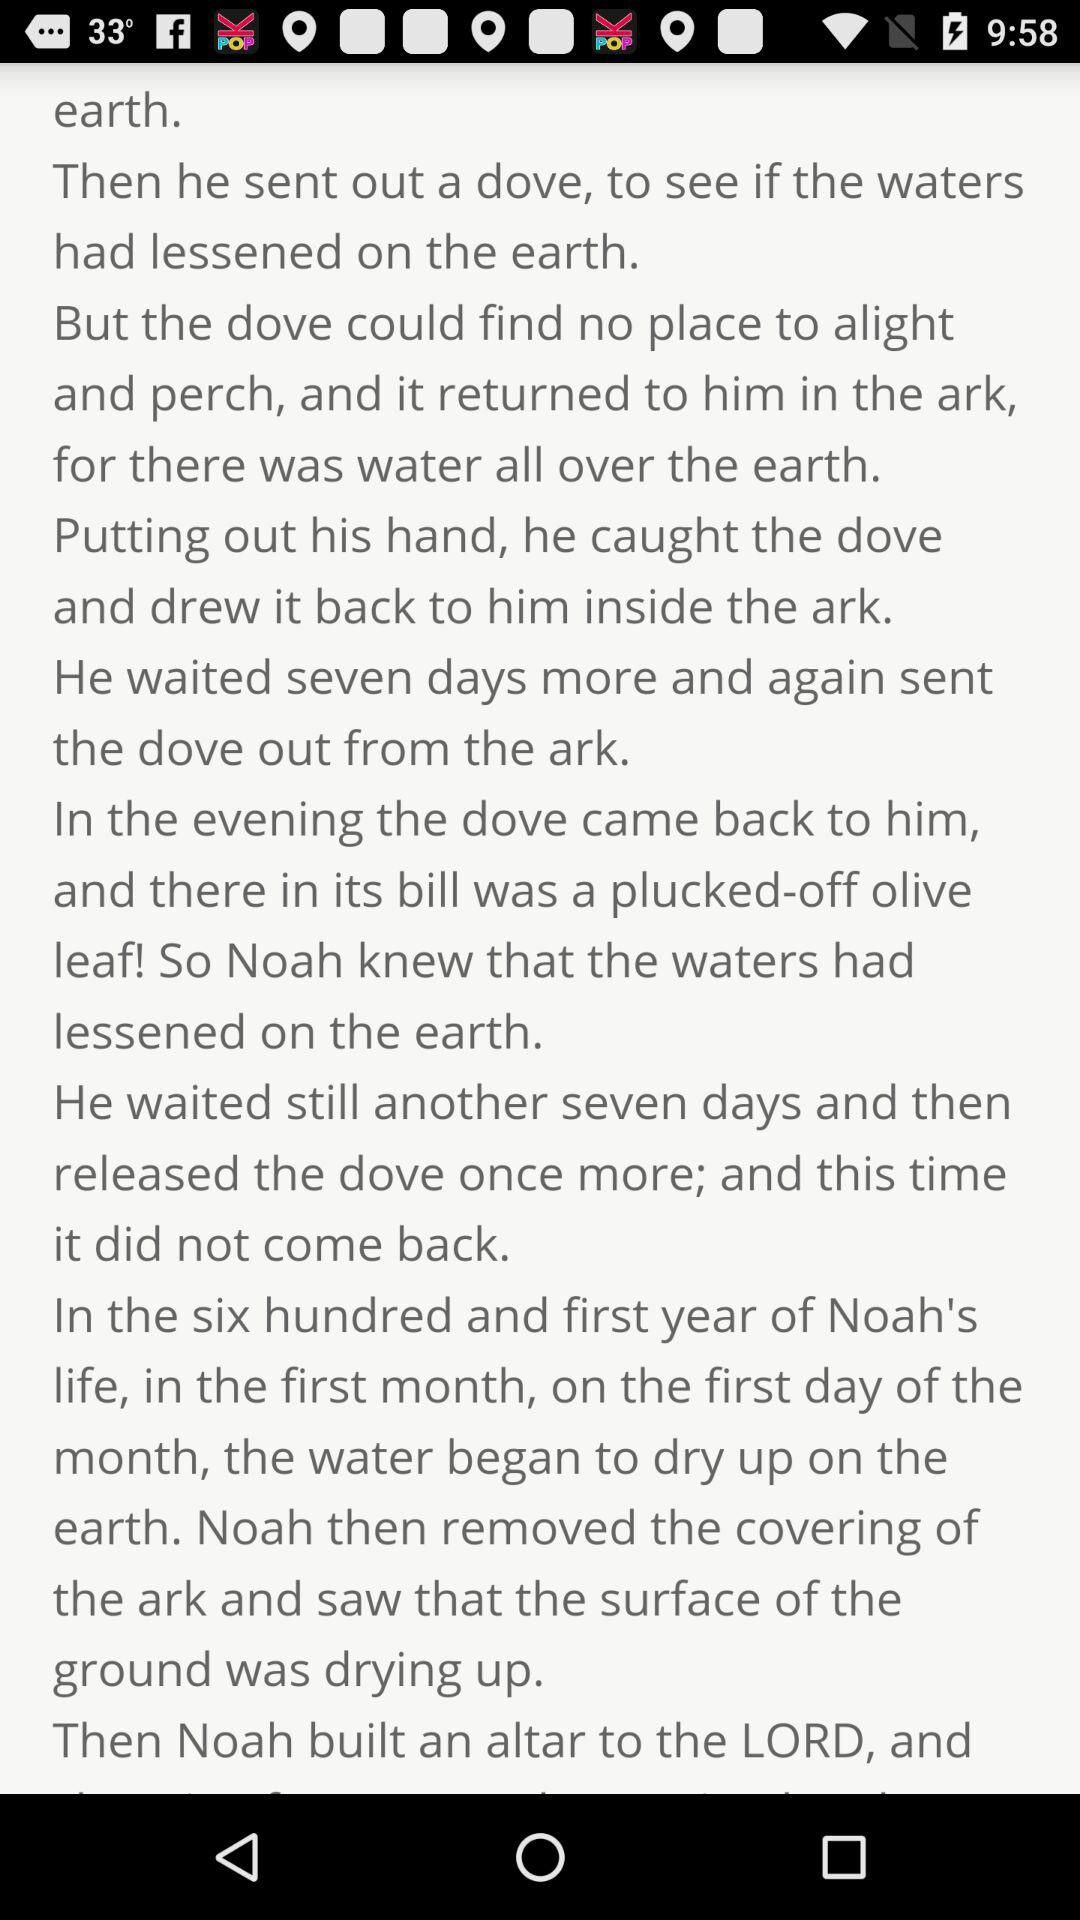 33°
9:58
earth.
Then he sent out a dove, to see if the waters
had lessened on the earth.
But the dove could find no place to alight
and perch, and it returned to him in the ark,
for there was water all over the earth.
Putting out his hand, he caught the dove
and drew it back to him inside the ark.
He waited seven days more and again sent
the dove out from the ark.
In the evening the dove came back to him,
and there in its bill was a plucked-off olive
leaf! So Noah knew that the waters had
lessened on the earth.
He waited still another seven days and then
released the dove once more; and this time
it did not come back.
In the six hundred and first year of Noah's
life, in the first month, on the first day of the
month, the water began to dry up on the
earth. Noah then removed the covering of
the ark and saw that the surface of the
ground was drying up.
Then Noah built an altar to the LORD, and